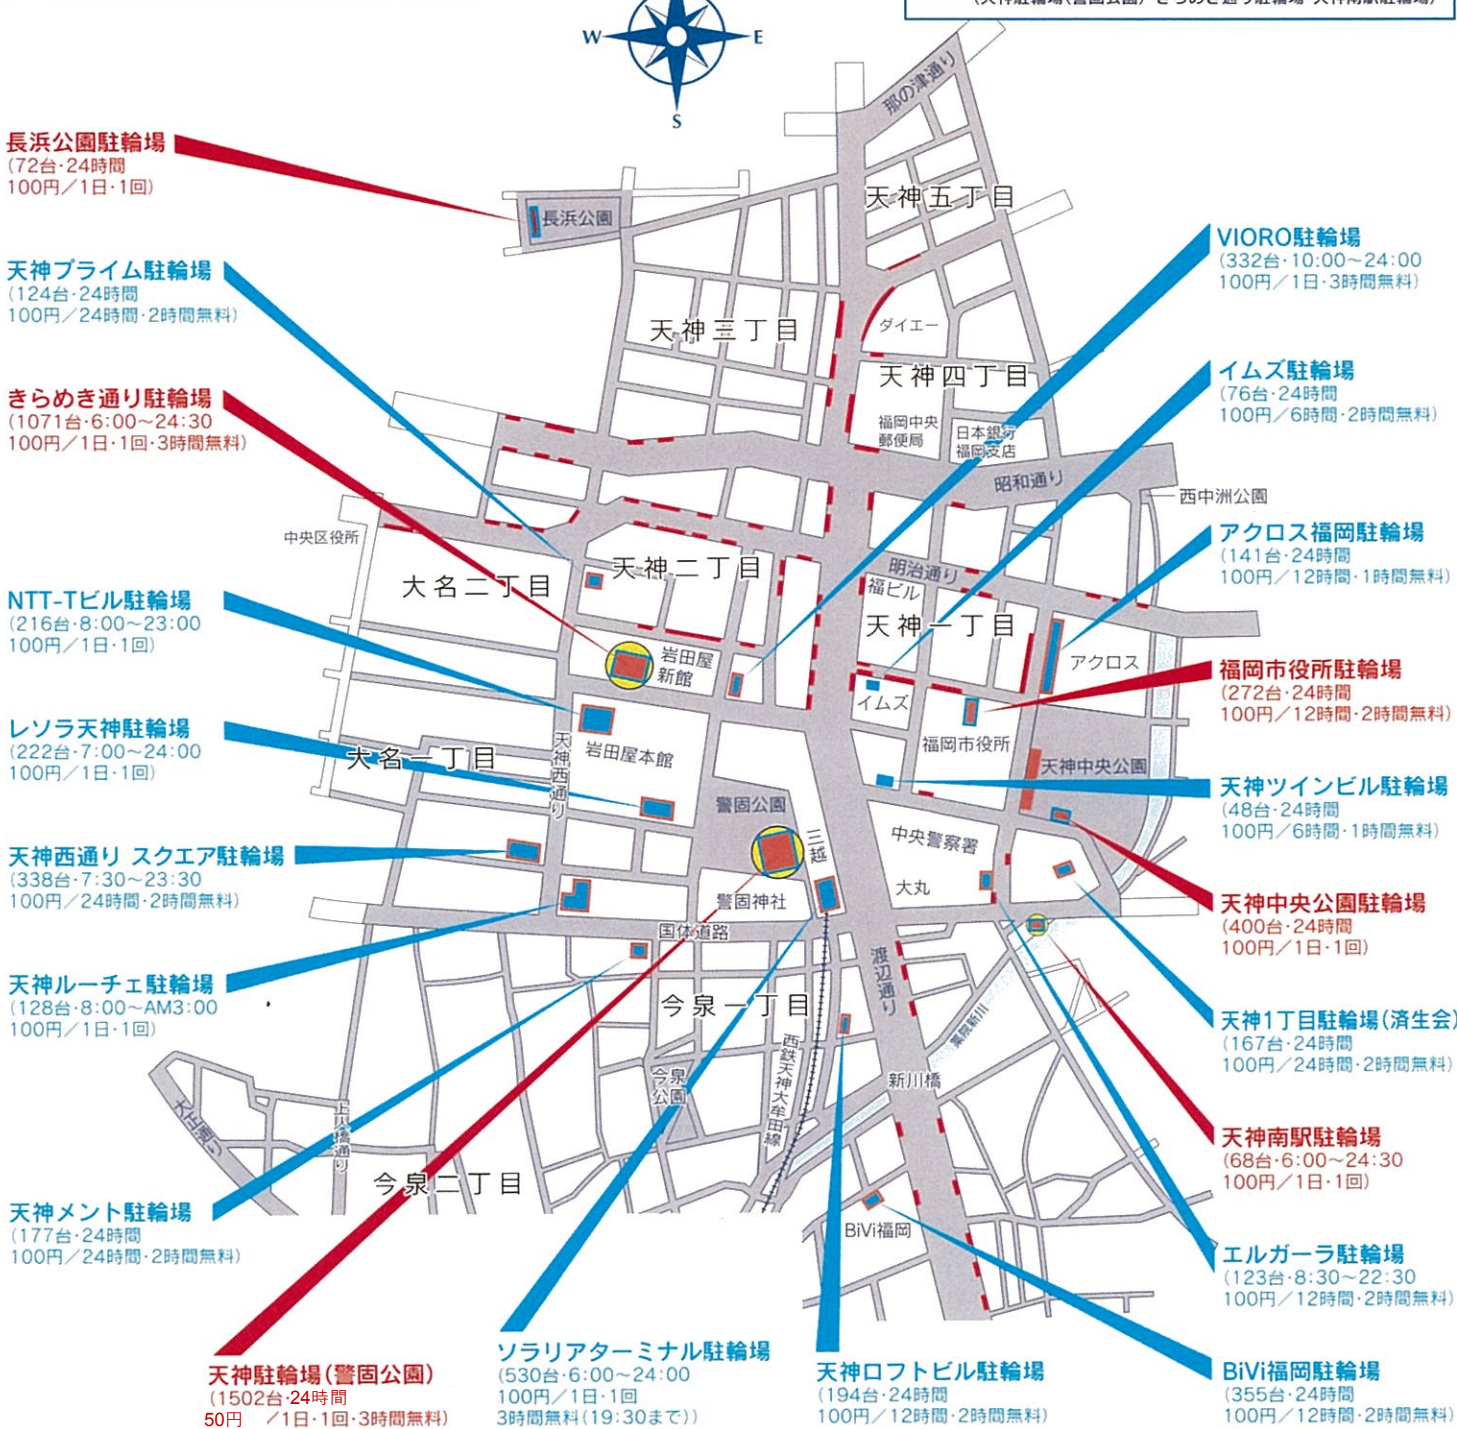 (天神駐輪場(警固公園) きらめき通り駐輪場 天神南駅駐輪場)
W
E
S
那の津通り
長浜公園駐輪場
(72台・24時間
100円／1日・1回)
長浜公園
天神五丁目
VIORO駐輪場
(332台・10:00～24:00
100円／1日・3時間無料)
天神プライム駐輪場
(124台・24時間
100円／24時間・2時間無料)
天神三丁目
ダイエー
天神四丁目
イムズ駐輪場
(76台・24時間
100円／6時間・2時間無料)
きらめき通り駐輪場
(1071台・6:00～24:30
100円／1日・1回・3時間無料)
福岡中央
郵便局
日本銀行
福岡支店
昭和通り
西中洲公園
中央区役所
アクロス福岡駐輪場
(141台・24時間
100円／12時間・1時間無料)
大名二丁目
天神二丁目
明治通り
福ビル
天神一丁目
NTT-Tビル駐輪場
(216台・8:00～23:00
100円／1日・1回)
岩田屋
新館
アクロス
福岡市役所駐輪場
(272台・24時間
100円／12時間・2時間無料)
イムズ
福岡市役所
レソラ天神駐輪場
(222台・7:00～24:00
100円／1日・1回)
大名一丁目
天神西通り
岩田屋本館
天神中央公園
天神ツインビル駐輪場
(48台・24時間
100円／6時間・1時間無料)
警固公園
三越
中央警察署
天神西通り スクエア駐輪場
(338台・7:30～23:30
100円／24時間・2時間無料)
警固神社
大丸
天神中央公園駐輪場
(400台・24時間
100円／1日・1回)
国体道路
渡辺通り
天神ルーチェ駐輪場
(128台・8:00～AM3:00
100円／1日・1回)
今泉一丁目
薬院新川
天神1丁目駐輪場(済生会)
(167台・24時間
100円／24時間・2時間無料)
西鉄天神大牟田線
今泉
公園
新川橋
大正通り
上人橋通り
天神南駅駐輪場
(68台・6:00～24:30
100円／1日・1回)
今泉二丁目
天神メント駐輪場
(177台・24時間
100円／24時間・2時間無料)
BiVi福岡
エルガーラ駐輪場
(123台・8:30～22:30
100円／12時間・2時間無料)
天神駐輪場(警固公園)
(1502台・24時間
50円 ／1日・1回・3時間無料)
ソラリアターミナル駐輪場
(530台・6:00～24:00
100円／1日・1回
3時間無料(19:30まで))
天神ロフトビル駐輪場
(194台・24時間
100円／12時間・2時間無料)
BiVi福岡駐輪場
(355台・24時間
100円／12時間・2時間無料)